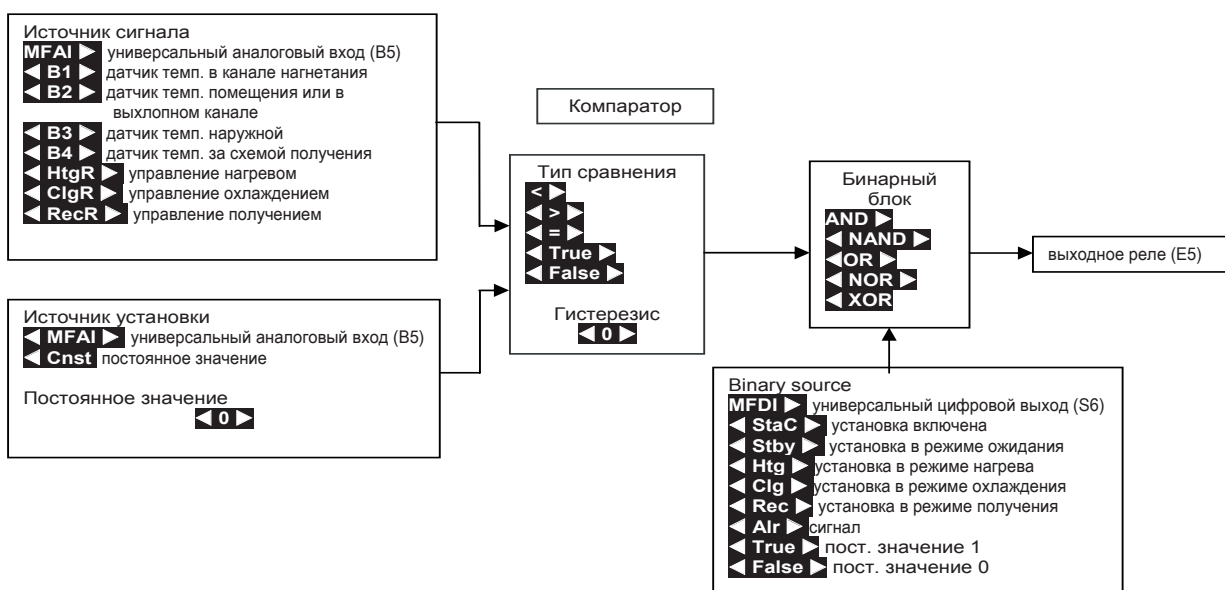 Источник сигнала
MFAI ▶ универсальный аналоговый вход (B5)
◀ B1 ▶ датчик темп. в канале нагнетания
◀ B2 ▶ датчик темп. помещения или в
выхлопном канале
◀ B3 ▶ датчик темп. наружной
◀ B4 ▶ датчик темп. за схемой получения
◀ HtgR ▶ управление нагревом
◀ ClgR ▶ управление охлаждением
◀ RecR ▶ управление получением
Источник установки
◀ MFAI ▶ универсальный аналоговый вход (B5)
◀ Cnst постоянное значение
Постоянное значение
◀ 0 ▶
Компаратор
Тип сравнения
< ▶
◀ > ▶
◀ = ▶
◀ True ▶
◀ False ▶
Гистерезис
◀ 0 ▶
Бинарный
блок
AND ▶
◀ NAND ▶
◀ OR ▶
◀ NOR ▶
◀ XOR
выходное реле (E5)
Binary source
MFDI ▶ универсальный цифровой выход (S6)
◀ StaC ▶ установка включена
◀ Stby ▶ установка в режиме ожидания
◀ Htg ▶ установка в режиме нагрева
◀ Clg ▶ установка в режиме охлаждения
◀ Rec ▶ установка в режиме получения
◀ Alr ▶ сигнал
◀ True ▶ пост. значение 1
◀ False ▶ пост. значение 0